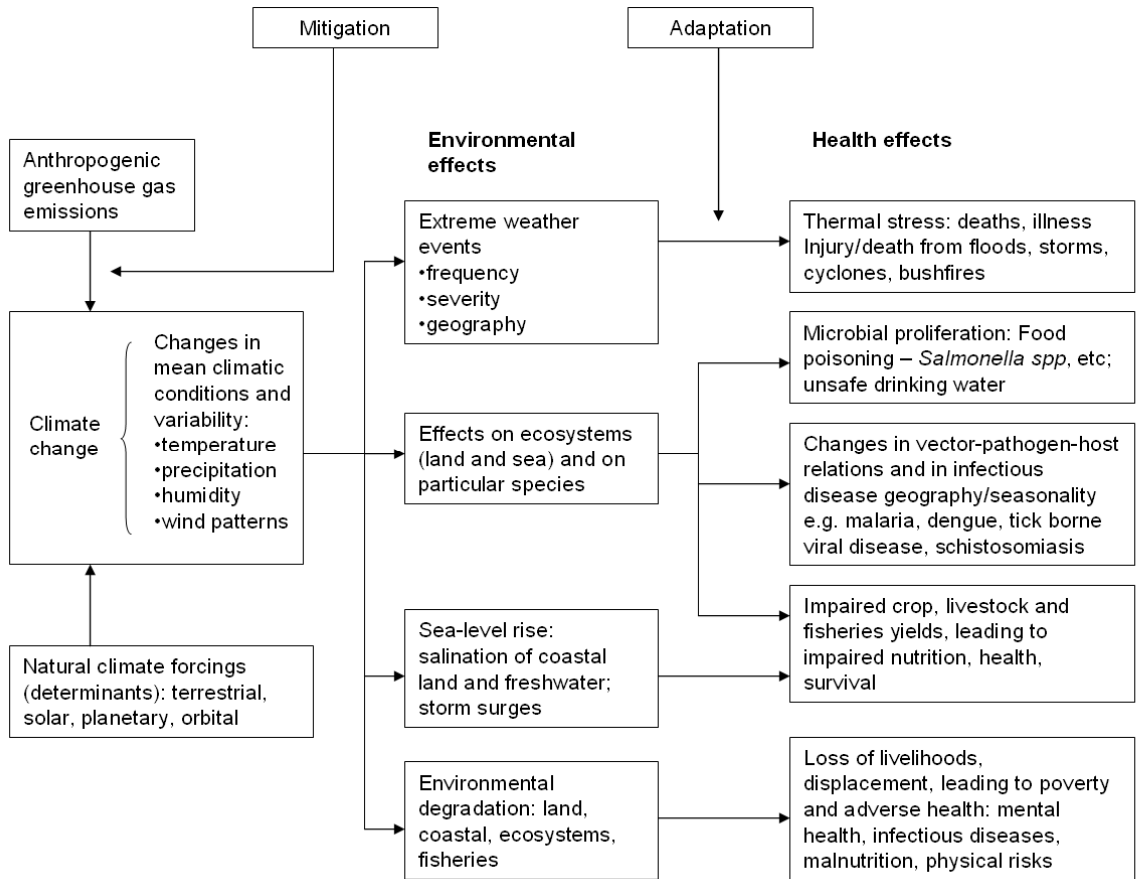 Mitigation
Adaptation
Environmental
effects
Health effects
Anthropogenic
greenhouse gas
emissions
Extreme weather
events
•frequency
•severity
•geography
Thermal stress: deaths, illness
Injury/death from floods, storms,
cyclones, bushfires
Climate
change
Changes in
mean climatic
conditions and
variability:
•temperature
•precipitation
•humidity
•wind patterns
Microbial proliferation: Food
poisoning – Salmonella spp, etc;
unsafe drinking water
Effects on ecosystems
(land and sea) and on
particular species
Changes in vector-pathogen-host
relations and in infectious
disease geography/seasonality
e.g. malaria, dengue, tick borne
viral disease, schistosomiasis
Natural climate forcings
(determinants): terrestrial,
solar, planetary, orbital
Sea-level rise:
salination of coastal
land and freshwater;
storm surges
Impaired crop, livestock and
fisheries yields, leading to
impaired nutrition, health,
survival
Environmental
degradation: land,
coastal, ecosystems,
fisheries
Loss of livelihoods,
displacement, leading to poverty
and adverse health: mental
health, infectious diseases,
malnutrition, physical risks